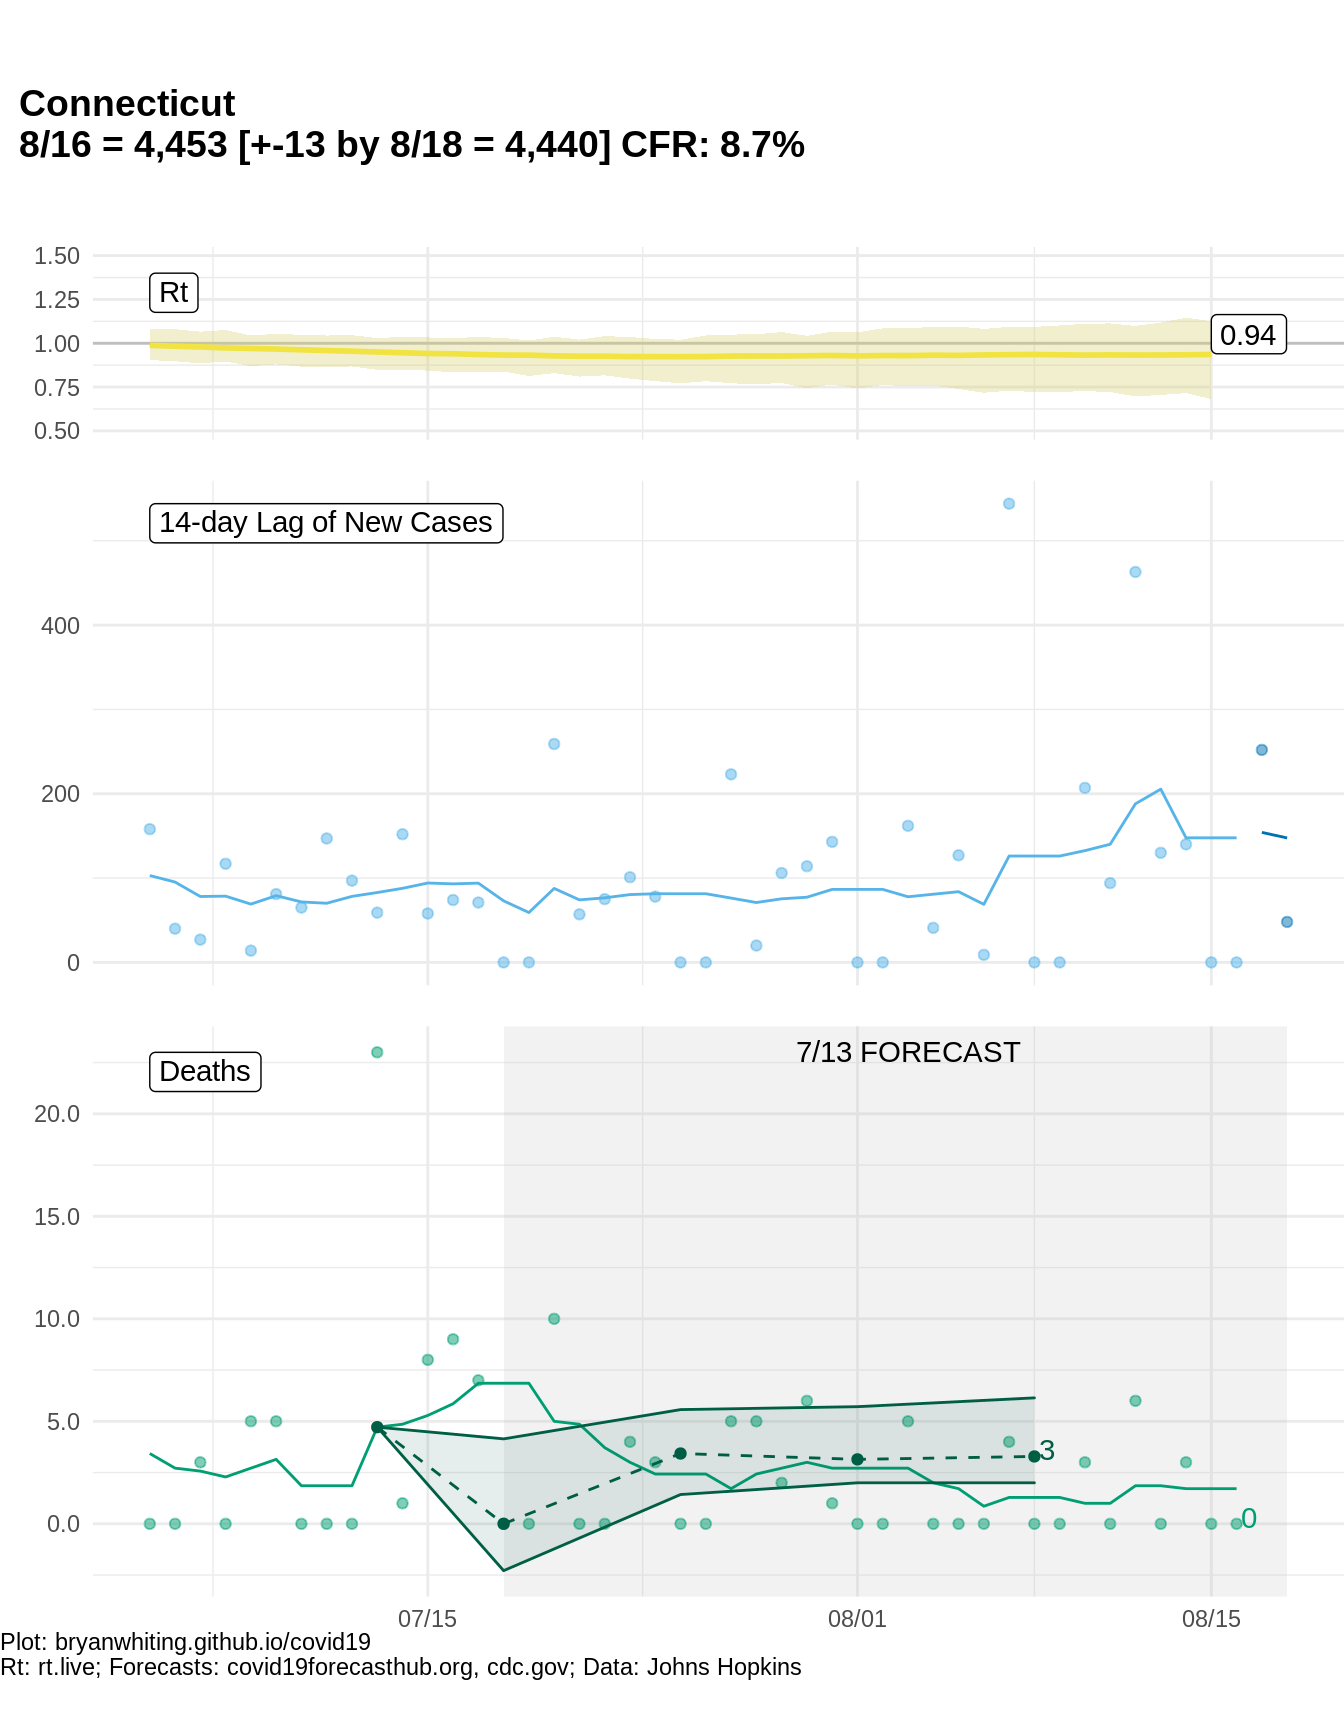 Connecticut
8/16 = 4,453 [+-13 by 8/18 = 4,440] CFR: 8.7%
1.50
1.25
1.00
0.75
0.50
Rt
0.94
14-day Lag of New Cases
400
200
0
Deaths
7/13 FORECAST
20.0
15.0
10.0
5.0
0.0
3
0
07/15
08/01
08/15
Plot: bryanwhiting.github.io/covid19
Rt: rt.live; Forecasts: covid19forecasthub.org, cdc.gov; Data: Johns Hopkins